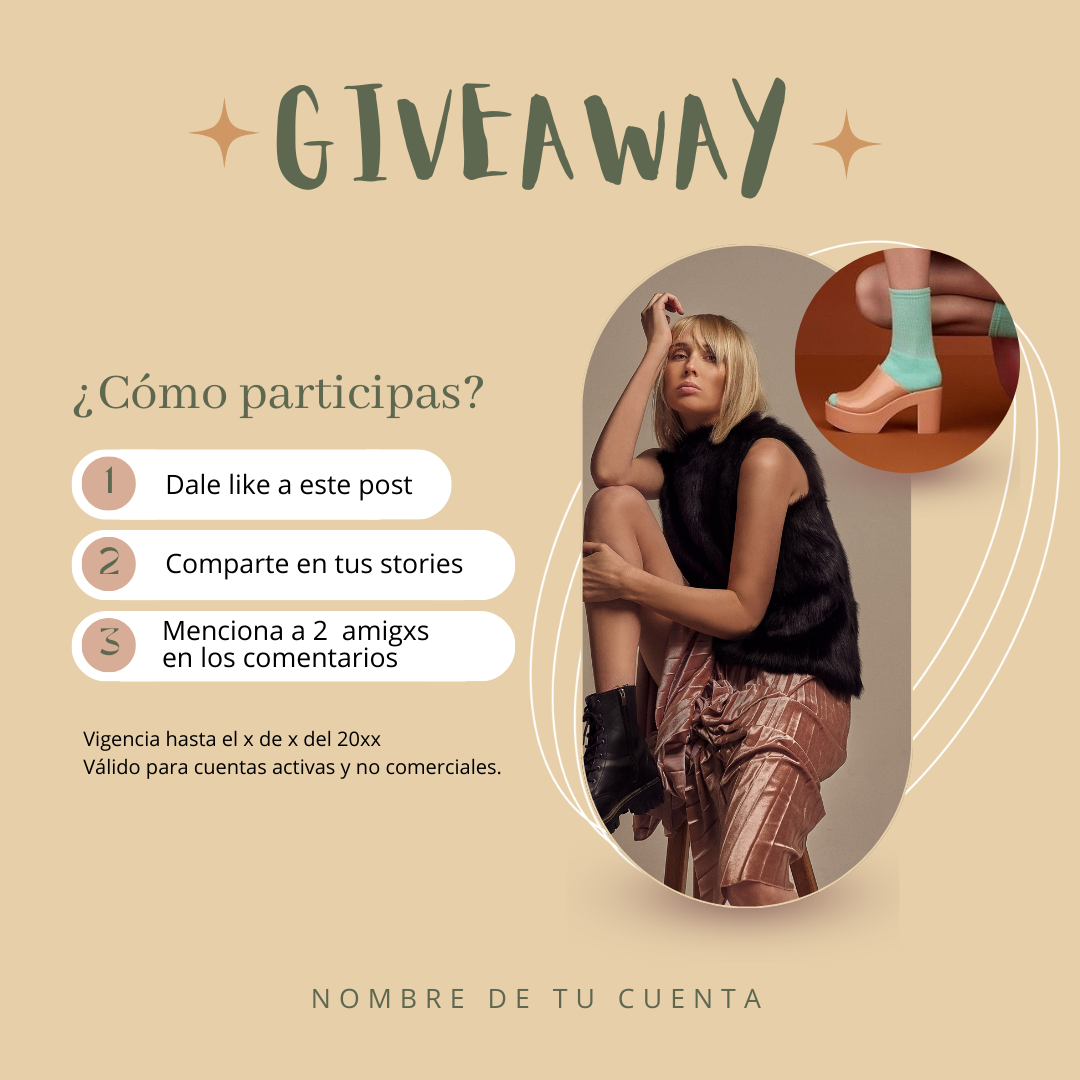 GIVEAWAY
¿Cómo participas?
1 Dale like a este post
2 Comparte en tus stories
3 Menciona a 2  amigxs
en los comentarios
Vigencia hasta el x de x del 20xx
Válido para cuentas activas y no comerciales.
NOMBRE DE TU CUENTA